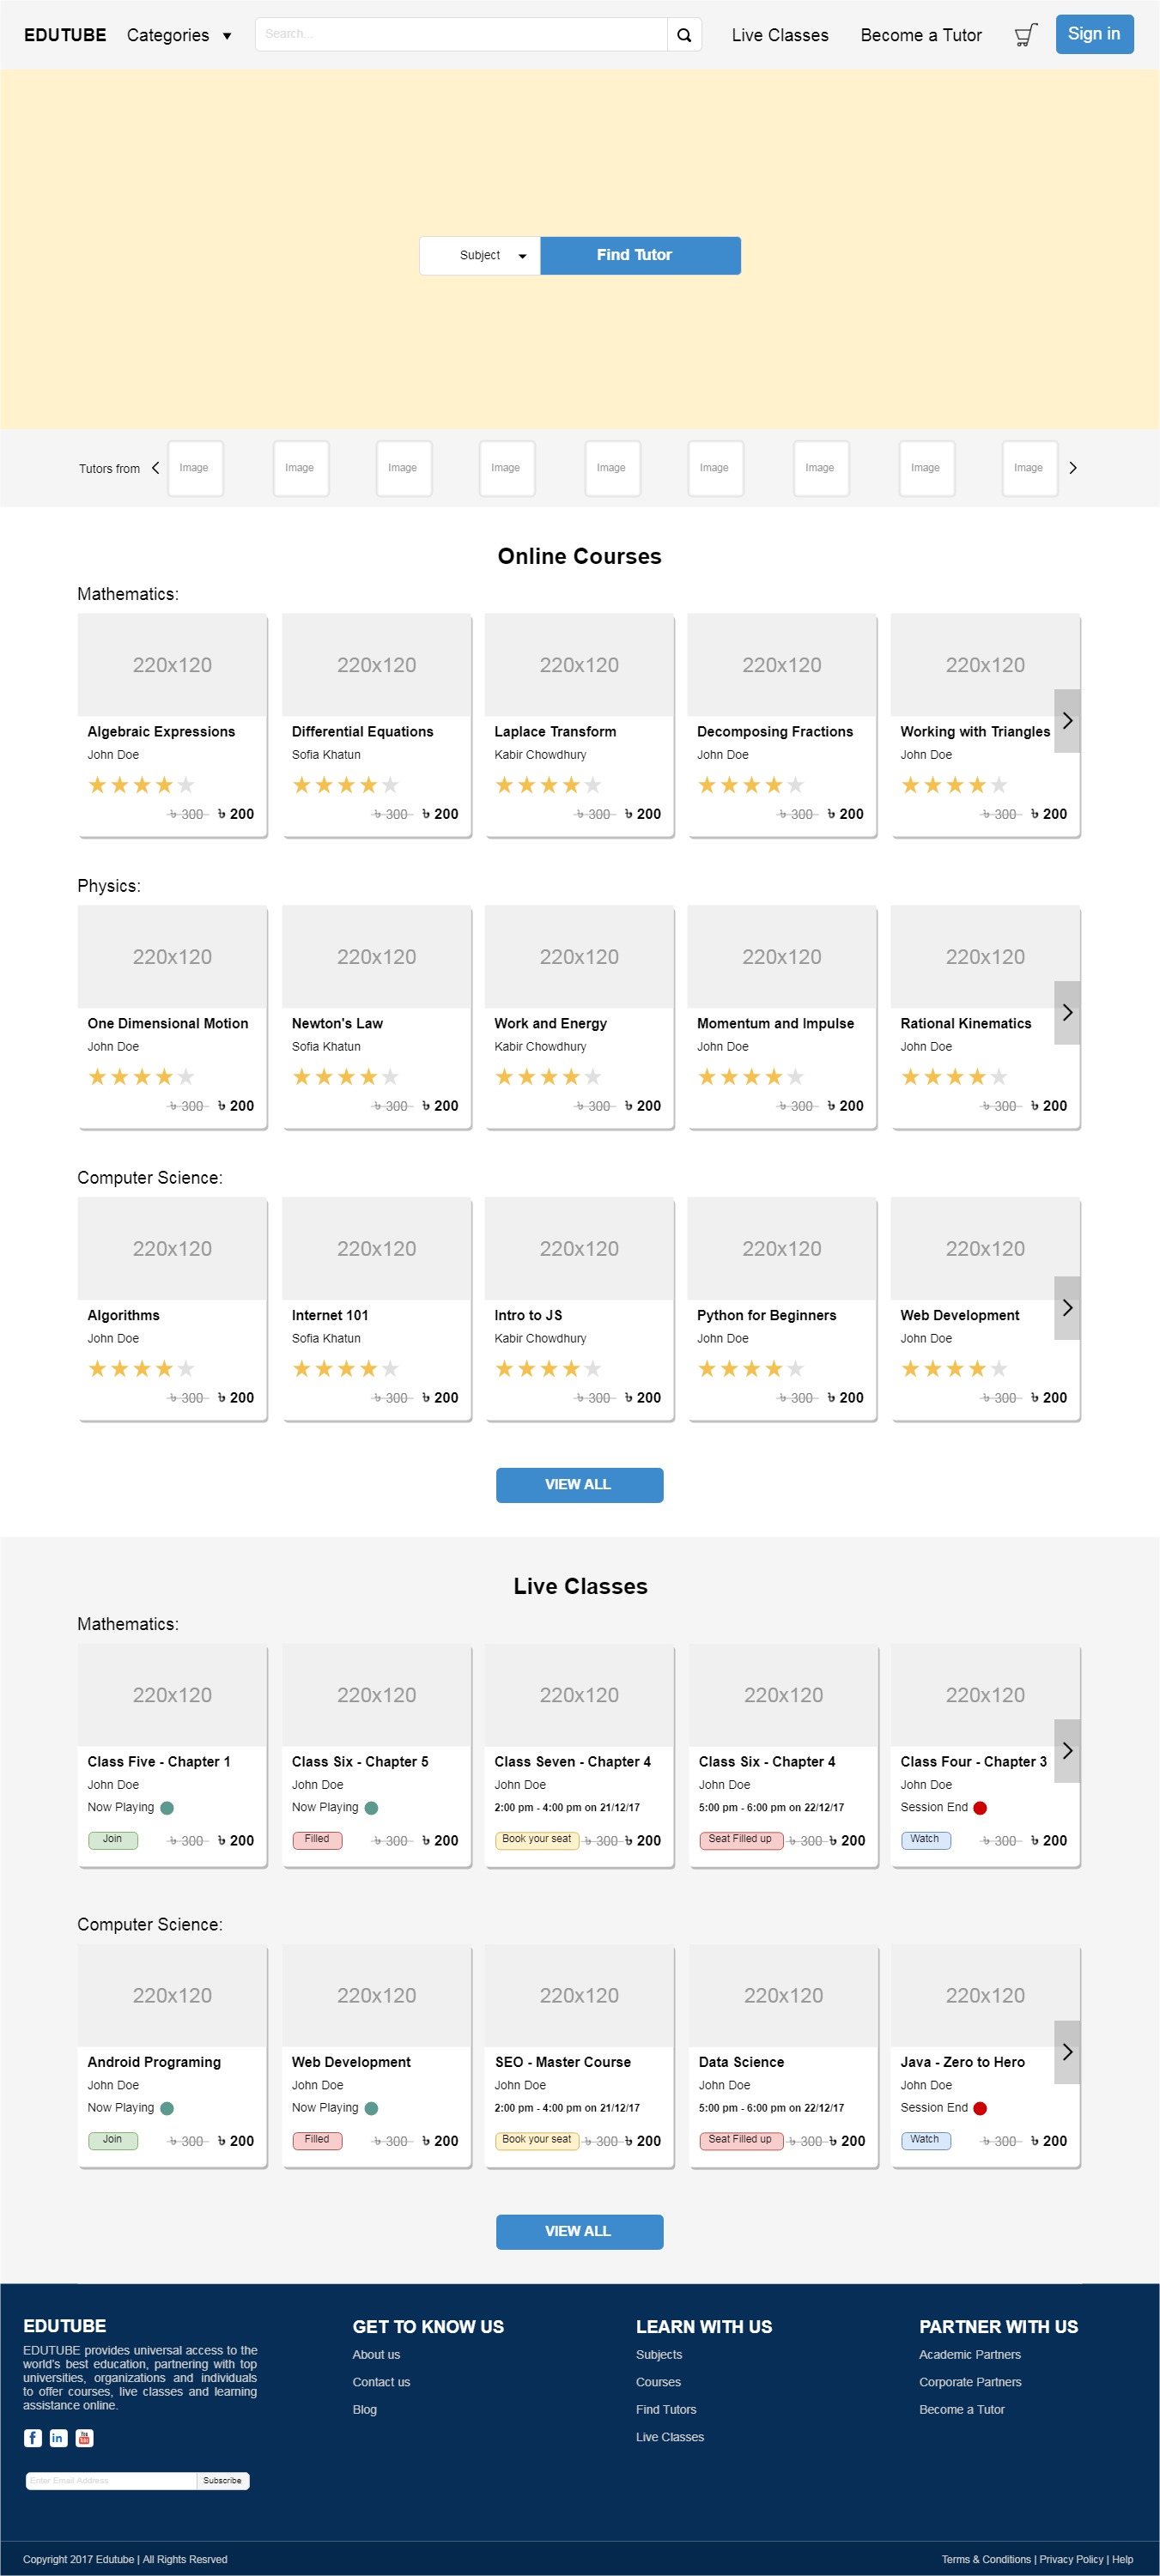 EDUTUBE Categories Search... Live Classes Become a Tutor Sign in
Subject Find Tutor
Tutors from Image Image Image Image Image Image Image Image Image
Online Courses
Mathematics:
220x120 220x120 220x120 220x120 220x120
Algebraic Expressions Differential Equations Laplace Transform Decomposing Fractions Working with Triangles
John Doe Sofia Khatun Kabir Chowdhury John Doe John Doe
৳ 300 ৳ 200 ৳ 300 ৳ 200 ৳ 300 ৳ 200 ৳ 300 ৳ 200 ৳ 300 ৳ 200
Physics:
220x120 220x120 220x120 220x120 220x120
One Dimensional Motion Newton's Law Work and Energy Momentum and Impulse Rational Kinematics
John Doe Sofia Khatun Kabir Chowdhury John Doe John Doe
৳ 300 ৳ 200 ৳ 300 ৳ 200 ৳ 300 ৳ 200 ৳ 300 ৳ 200 ৳ 300 ৳ 200
Computer Science:
220x120 220x120 220x120 220x120 220x120
Algorithms Internet 101 Intro to JS Python for Beginners Web Development
John Doe Sofia Khatun Kabir Chowdhury John Doe John Doe
৳ 300 ৳ 200 ৳ 300 ৳ 200 ৳ 300 ৳ 200 ৳ 300 ৳ 200 ৳ 300 ৳ 200
VIEW ALL
Live Classes
Mathematics:
220x120 220x120 220x120 220x120 220x120
Class Five - Chapter 1 Class Six - Chapter 5 Class Seven - Chapter 4 Class Six - Chapter 4 Class Four - Chapter 3
John Doe John Doe John Doe John Doe John Doe
Now Playing Now Playing 2:00 pm - 4:00 pm on 21/12/17 5:00 pm - 6:00 pm on 22/12/17 Session End
Join ৳ 300 ৳ 200 Filled ৳ 300 ৳ 200 Book your seat ৳ 300 ৳ 200 Seat Filled up ৳ 300 ৳ 200 Watch ৳ 300 ৳ 200
Computer Science:
220x120 220x120 220x120 220x120 220x120
Android Programing Web Development SEO - Master Course Data Science Java - Zero to Hero
John Doe John Doe John Doe John Doe John Doe
Now Playing Now Playing 2:00 pm - 4:00 pm on 21/12/17 5:00 pm - 6:00 pm on 22/12/17 Session End
Join ৳ 300 ৳ 200 Filled ৳ 300 ৳ 200 Book your seat ৳ 300 ৳ 200 Seat Filled up ৳ 300 ৳ 200 Watch ৳ 300 ৳ 200
VIEW ALL
EDUTUBE
EDUTUBE provides universal access to the
world's best education, partnering with top
universities, organizations and individuals
to offer courses, live classes and learning
assistance online.
f in You Tube
Enter Email Address Subscribe
GET TO KNOW US
About us
Contact us
Blog
LEARN WITH US
Subjects
Courses
Find Tutors
Live Classes
PARTNER WITH US
Academic Partners
Corporate Partners
Become a Tutor
Copyright 2017 Edutube | All Rights Resrved
Terms & Conditions | Privacy Policy | Help